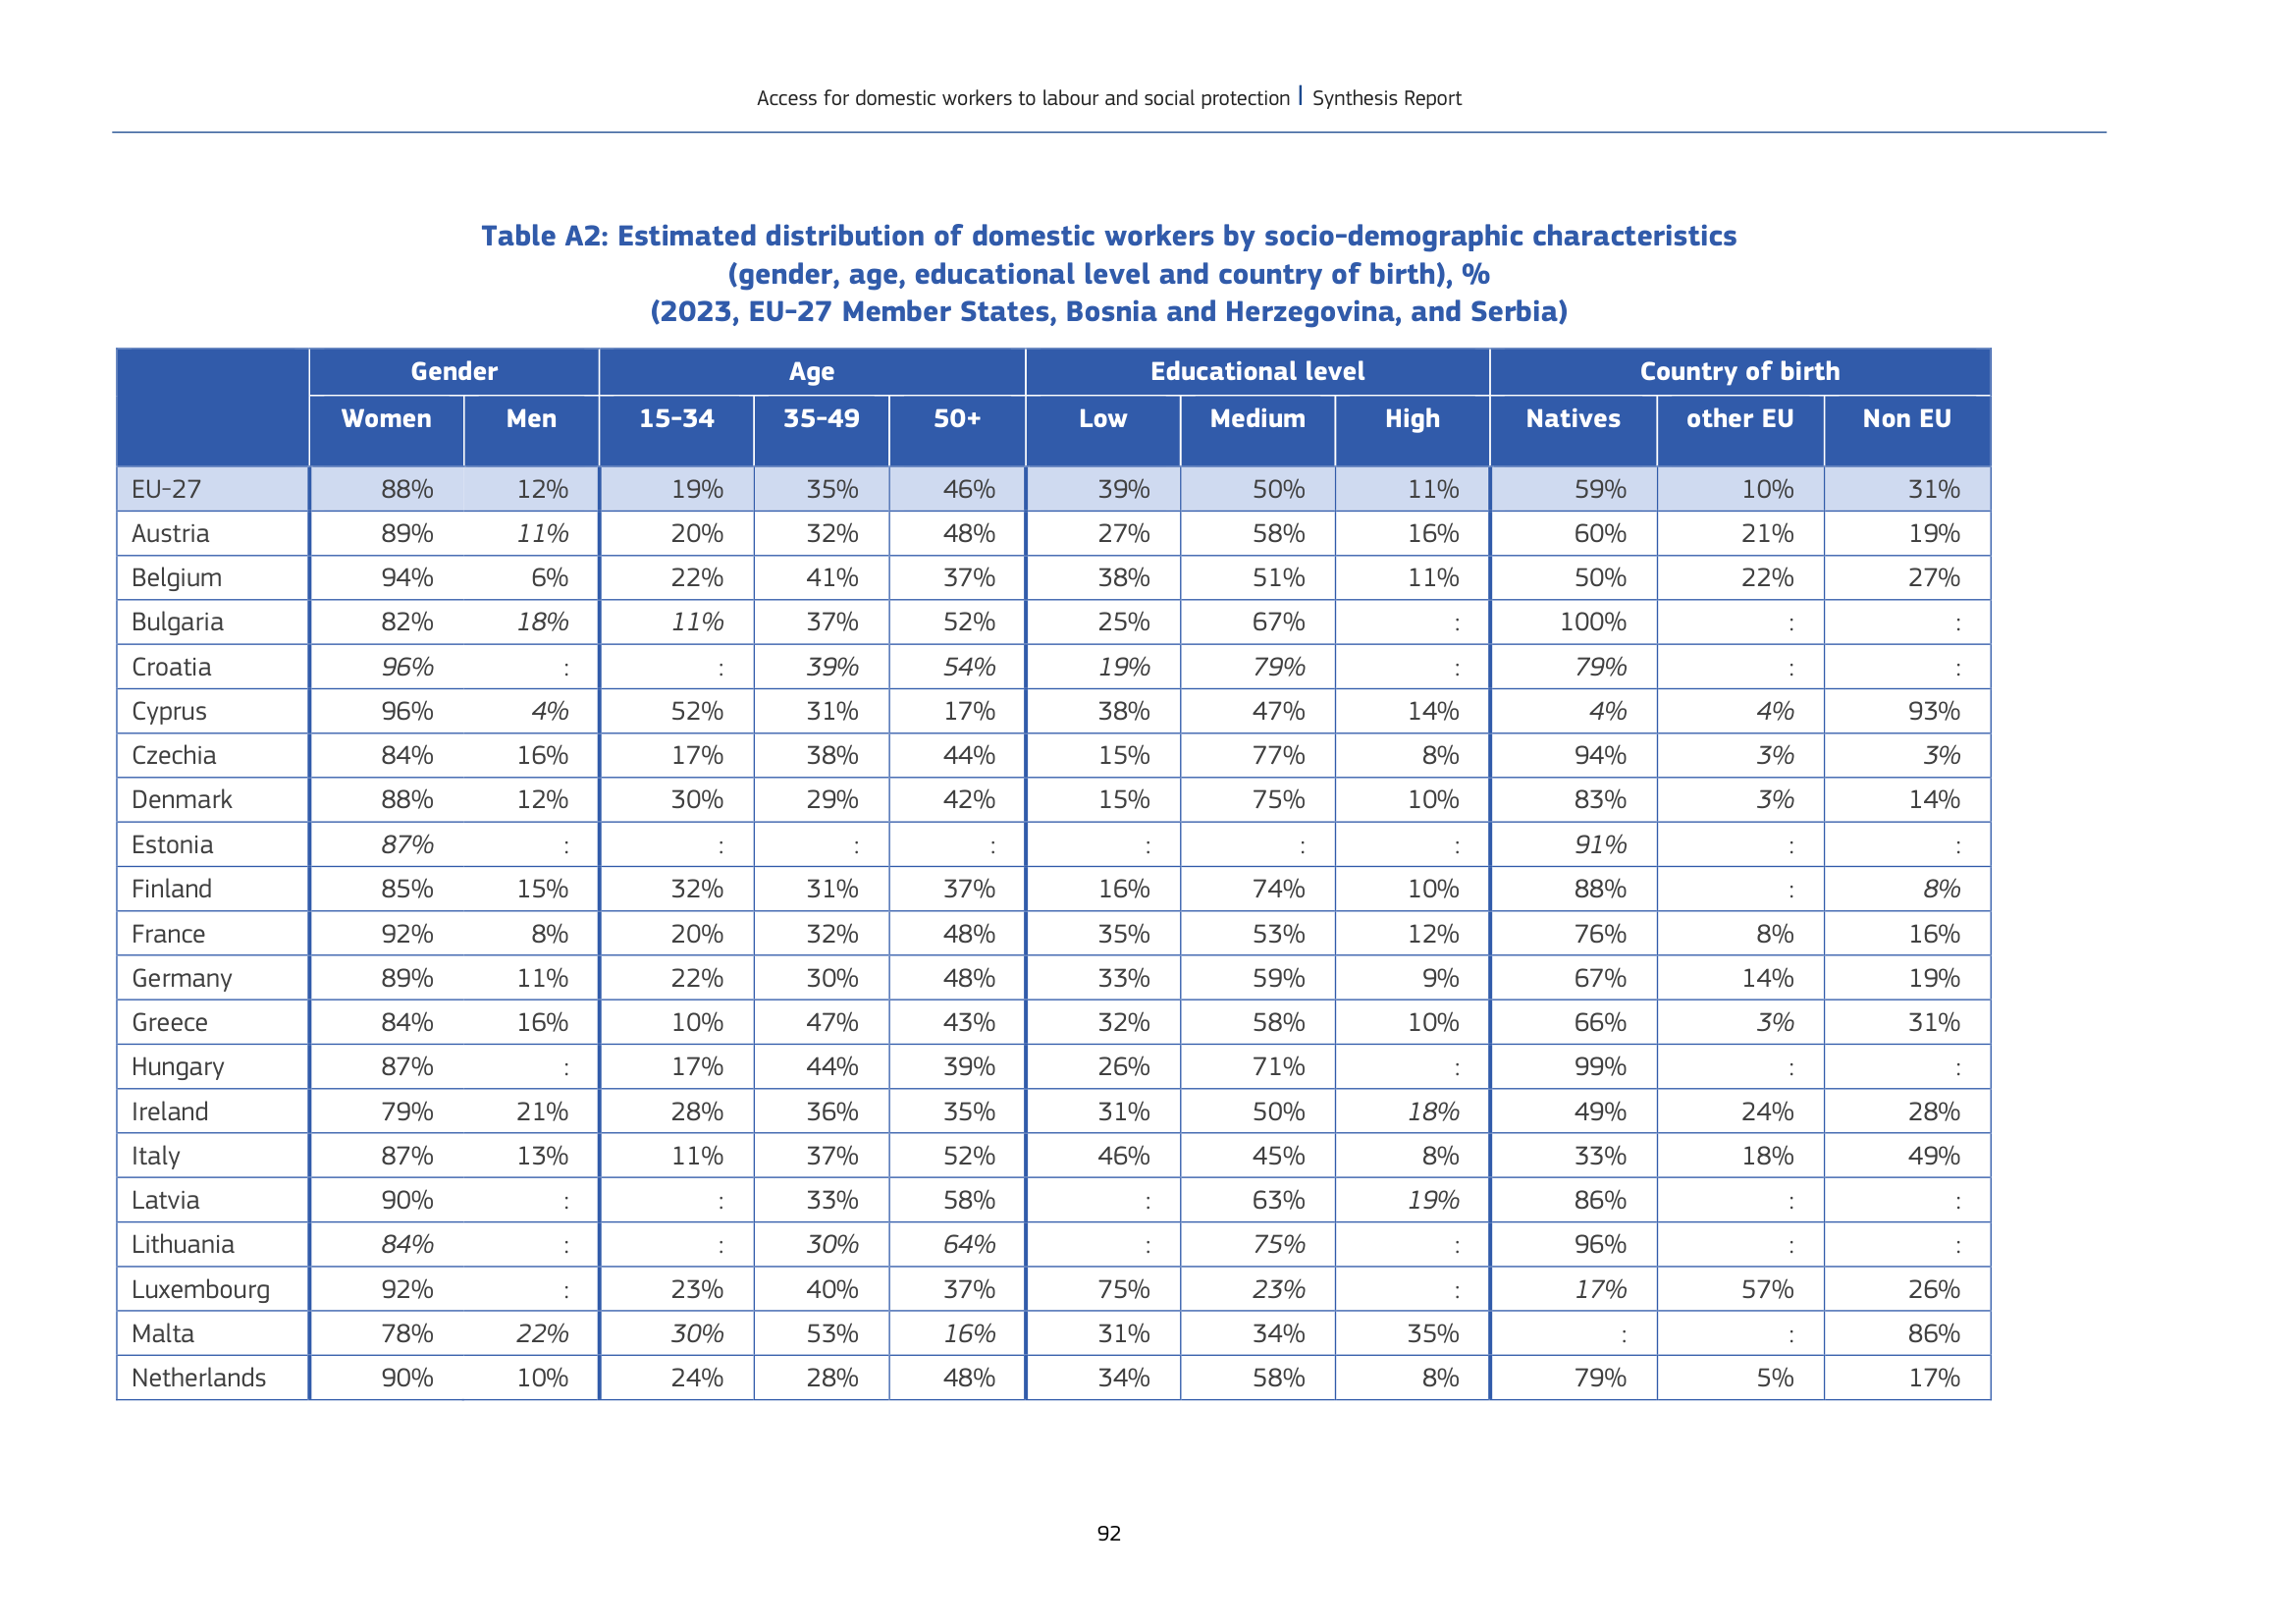 Access for domestic workers to labour and social protection | Synthesis Report
Table A2: Estimated distribution of domestic workers by socio-demographic characteristics
(gender, age, educational level and country of birth), %
(2023, EU-27 Member States, Bosnia and Herzegovina, and Serbia)
Gender Age Educational level Country of birth
Women Men 15-34 35-49 50+ Low Medium High Natives other EU Non EU
EU-27 88% 12% 19% 35% 46% 39% 50% 11% 59% 10% 31%
Austria 89% 11% 20% 32% 48% 27% 58% 16% 60% 21% 19%
Belgium 94% 6% 22% 41% 37% 38% 51% 11% 50% 22% 27%
Bulgaria 82% 18% 11% 37% 52% 25% 67% : 100% : :
Croatia 96% : : 39% 54% 19% 79% : 79% : :
Cyprus 96% 4% 52% 31% 17% 38% 47% 14% 4% 4% 93%
Czechia 84% 16% 17% 38% 44% 15% 77% 8% 94% 3% 3%
Denmark 88% 12% 30% 29% 42% 15% 75% 10% 83% 3% 14%
Estonia 87% : : : : : : : 91% : :
Finland 85% 15% 32% 31% 37% 16% 74% 10% 88% : 8%
France 92% 8% 20% 32% 48% 35% 53% 12% 76% 8% 16%
Germany 89% 11% 22% 30% 48% 33% 59% 9% 67% 14% 19%
Greece 84% 16% 10% 47% 43% 32% 58% 10% 66% 3% 31%
Hungary 87% : 17% 44% 39% 26% 71% : 99% : :
Ireland 79% 21% 28% 36% 35% 31% 50% 18% 49% 24% 28%
Italy 87% 13% 11% 37% 52% 46% 45% 8% 33% 18% 49%
Latvia 90% : : 33% 58% : 63% 19% 86% : :
Lithuania 84% : : 30% 64% : 75% : 96% : :
Luxembourg 92% : 23% 40% 37% 75% 23% : 17% 57% 26%
Malta 78% 22% 30% 53% 16% 31% 34% 35% : : 86%
Netherlands 90% 10% 24% 28% 48% 34% 58% 8% 79% 5% 17%
92